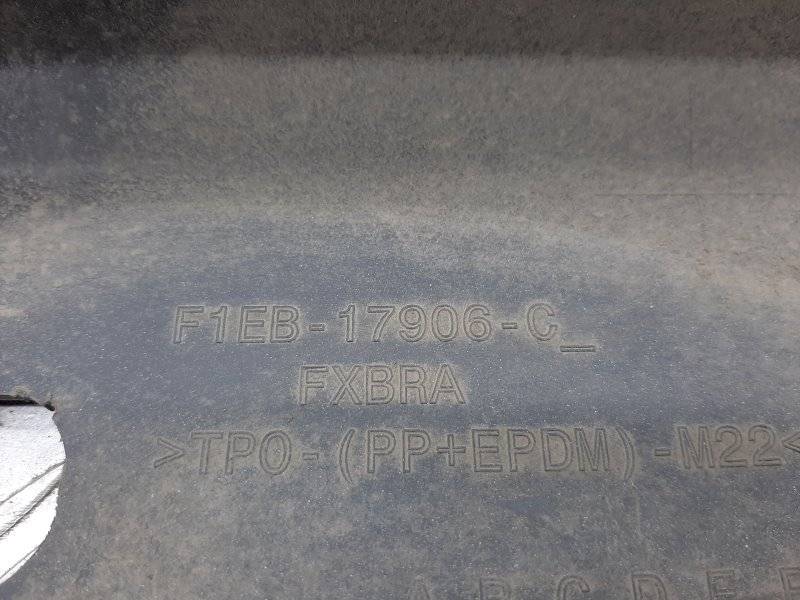 F1EB-17906-C_
FXBRA
>TPO-(PP+EPDM)-M22<
A B C D E F